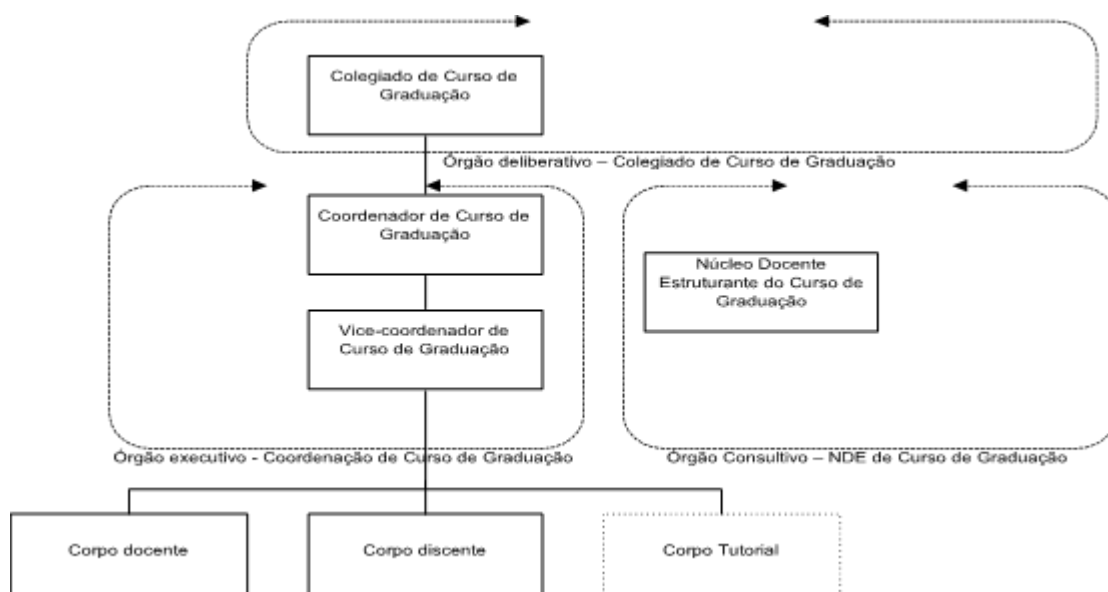 Colegiado de Curso de
Graduação
Órgão deliberativo – Colegiado de Curso de Graduação
Coordenador de Curso de
Graduação
Núcleo Docente
Estruturante do Curso de
Graduação
Vice-coordenador de
Curso de Graduação
Órgão executivo - Coordenação de Curso de Graduação
Órgão Consultivo – NDE de Curso de Graduação
Corpo docente
Corpo discente
Corpo Tutorial